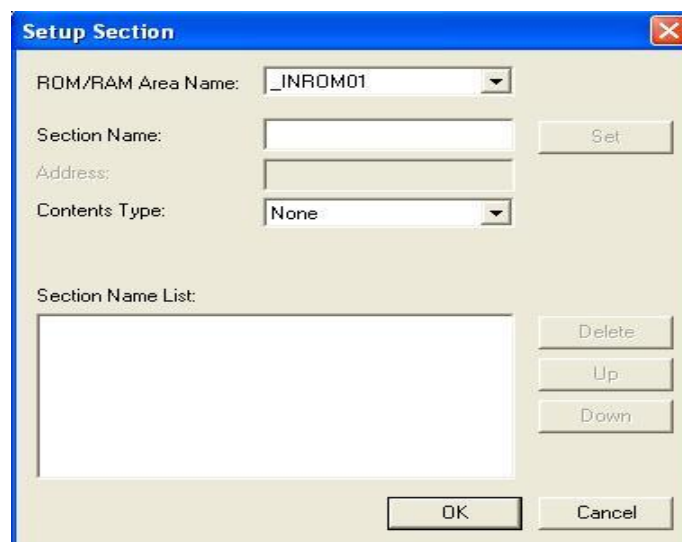 Setup Section
ROM/RAM Area Name: _INROM01
Section Name: Set
Address:
Contents Type: None
Section Name List:
Delete
Up
Down
OK Cancel